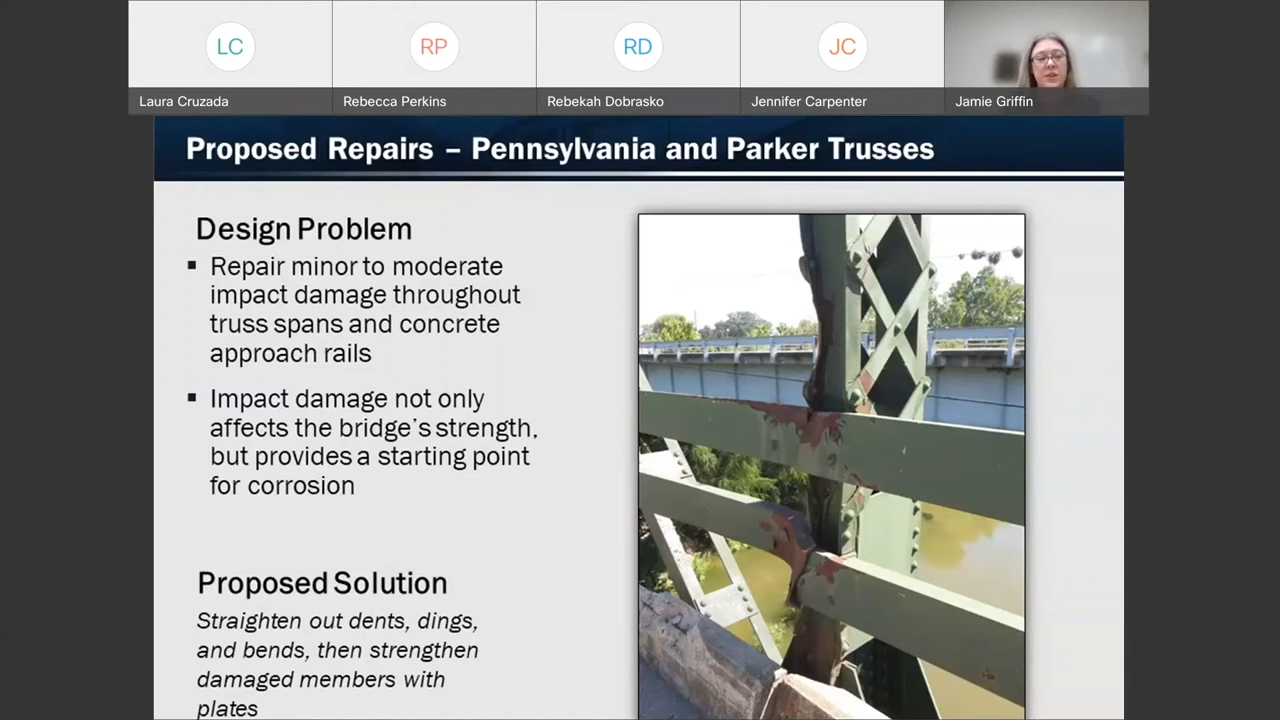 LC
RP
RD
JC
Laura Cruzada
Rebecca Perkins
Rebekah Dobrasko
Jennifer Carpenter
Jamie Griffin
Proposed Repairs – Pennsylvania and Parker Trusses
Design Problem
▪ Repair minor to moderate
impact damage throughout
truss spans and concrete
approach rails
▪ Impact damage not only
affects the bridge's strength,
but provides a starting point
for corrosion
Proposed Solution
Straighten out dents, dings,
and bends, then strengthen
damaged members with
plates